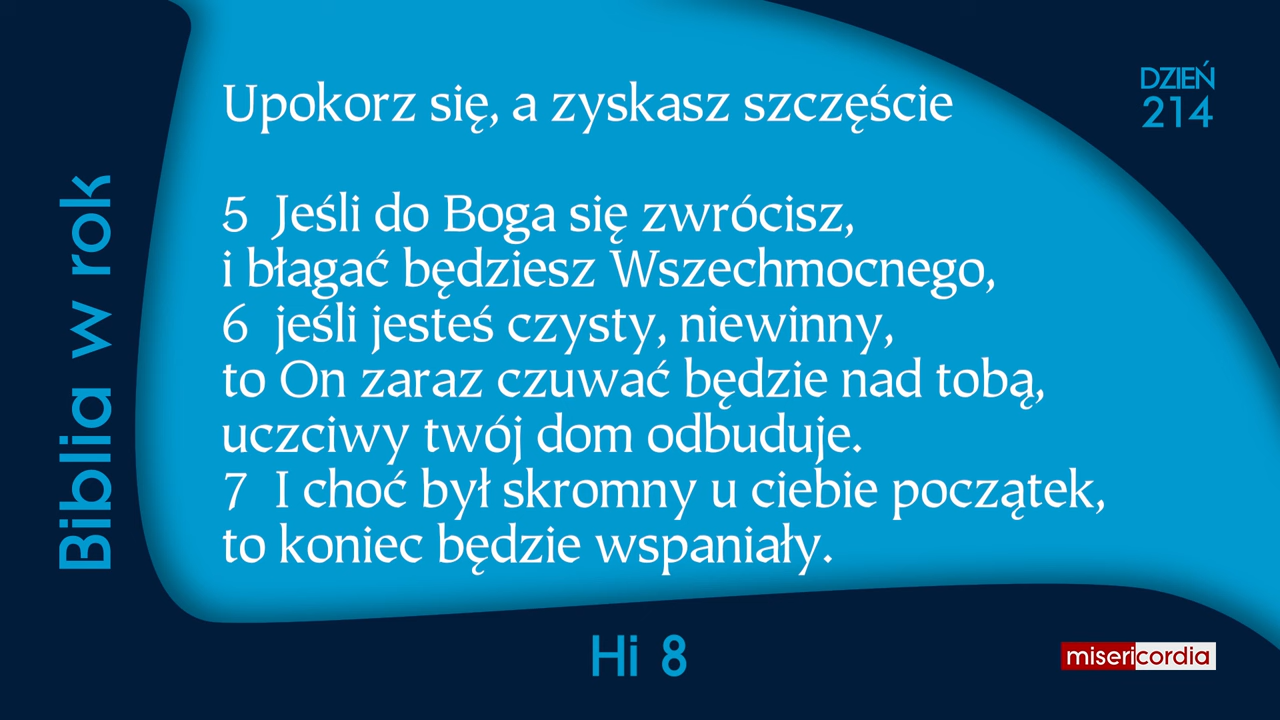 Upokorz się, a zyskasz szczęście
5 Jeśli do Boga się zwrócisz,
i błagać będziesz Wszechmocnego,
6 jeśli jesteś czysty, niewinny,
to On zaraz czuwać będzie nad tobą,
uczciwy twój dom odbuduje.
7 I choć był skromny u ciebie początek,
to koniec będzie wspaniały.
DZIEŃ
214
Biblia w rok
Hi 8
misericordia